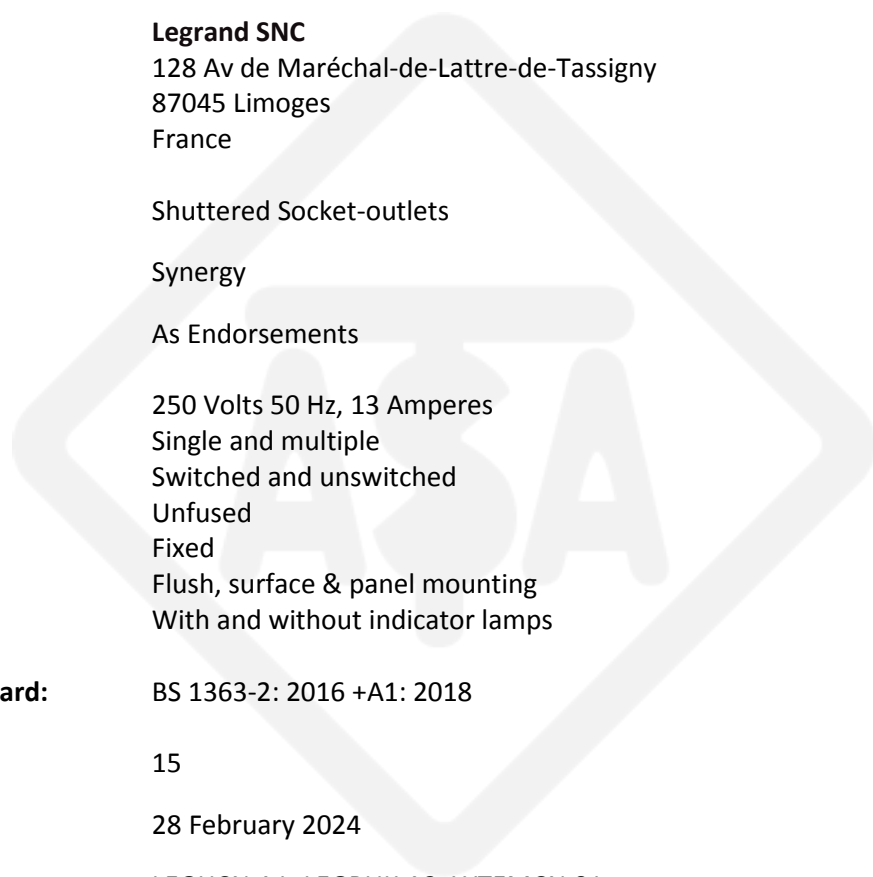 Legrand SNC
128 Av de Maréchal-de-Lattre-de-Tassigny
87045 Limoges
France
Shuttered Socket-outlets
Synergy
As Endorsements
250 Volts 50 Hz, 13 Amperes
Single and multiple
Switched and unswitched
Unfused
Fixed
Flush, surface & panel mounting
With and without indicator lamps
ard: BS 1363-2: 2016 +A1: 2018
15
28 February 2024
ASTA